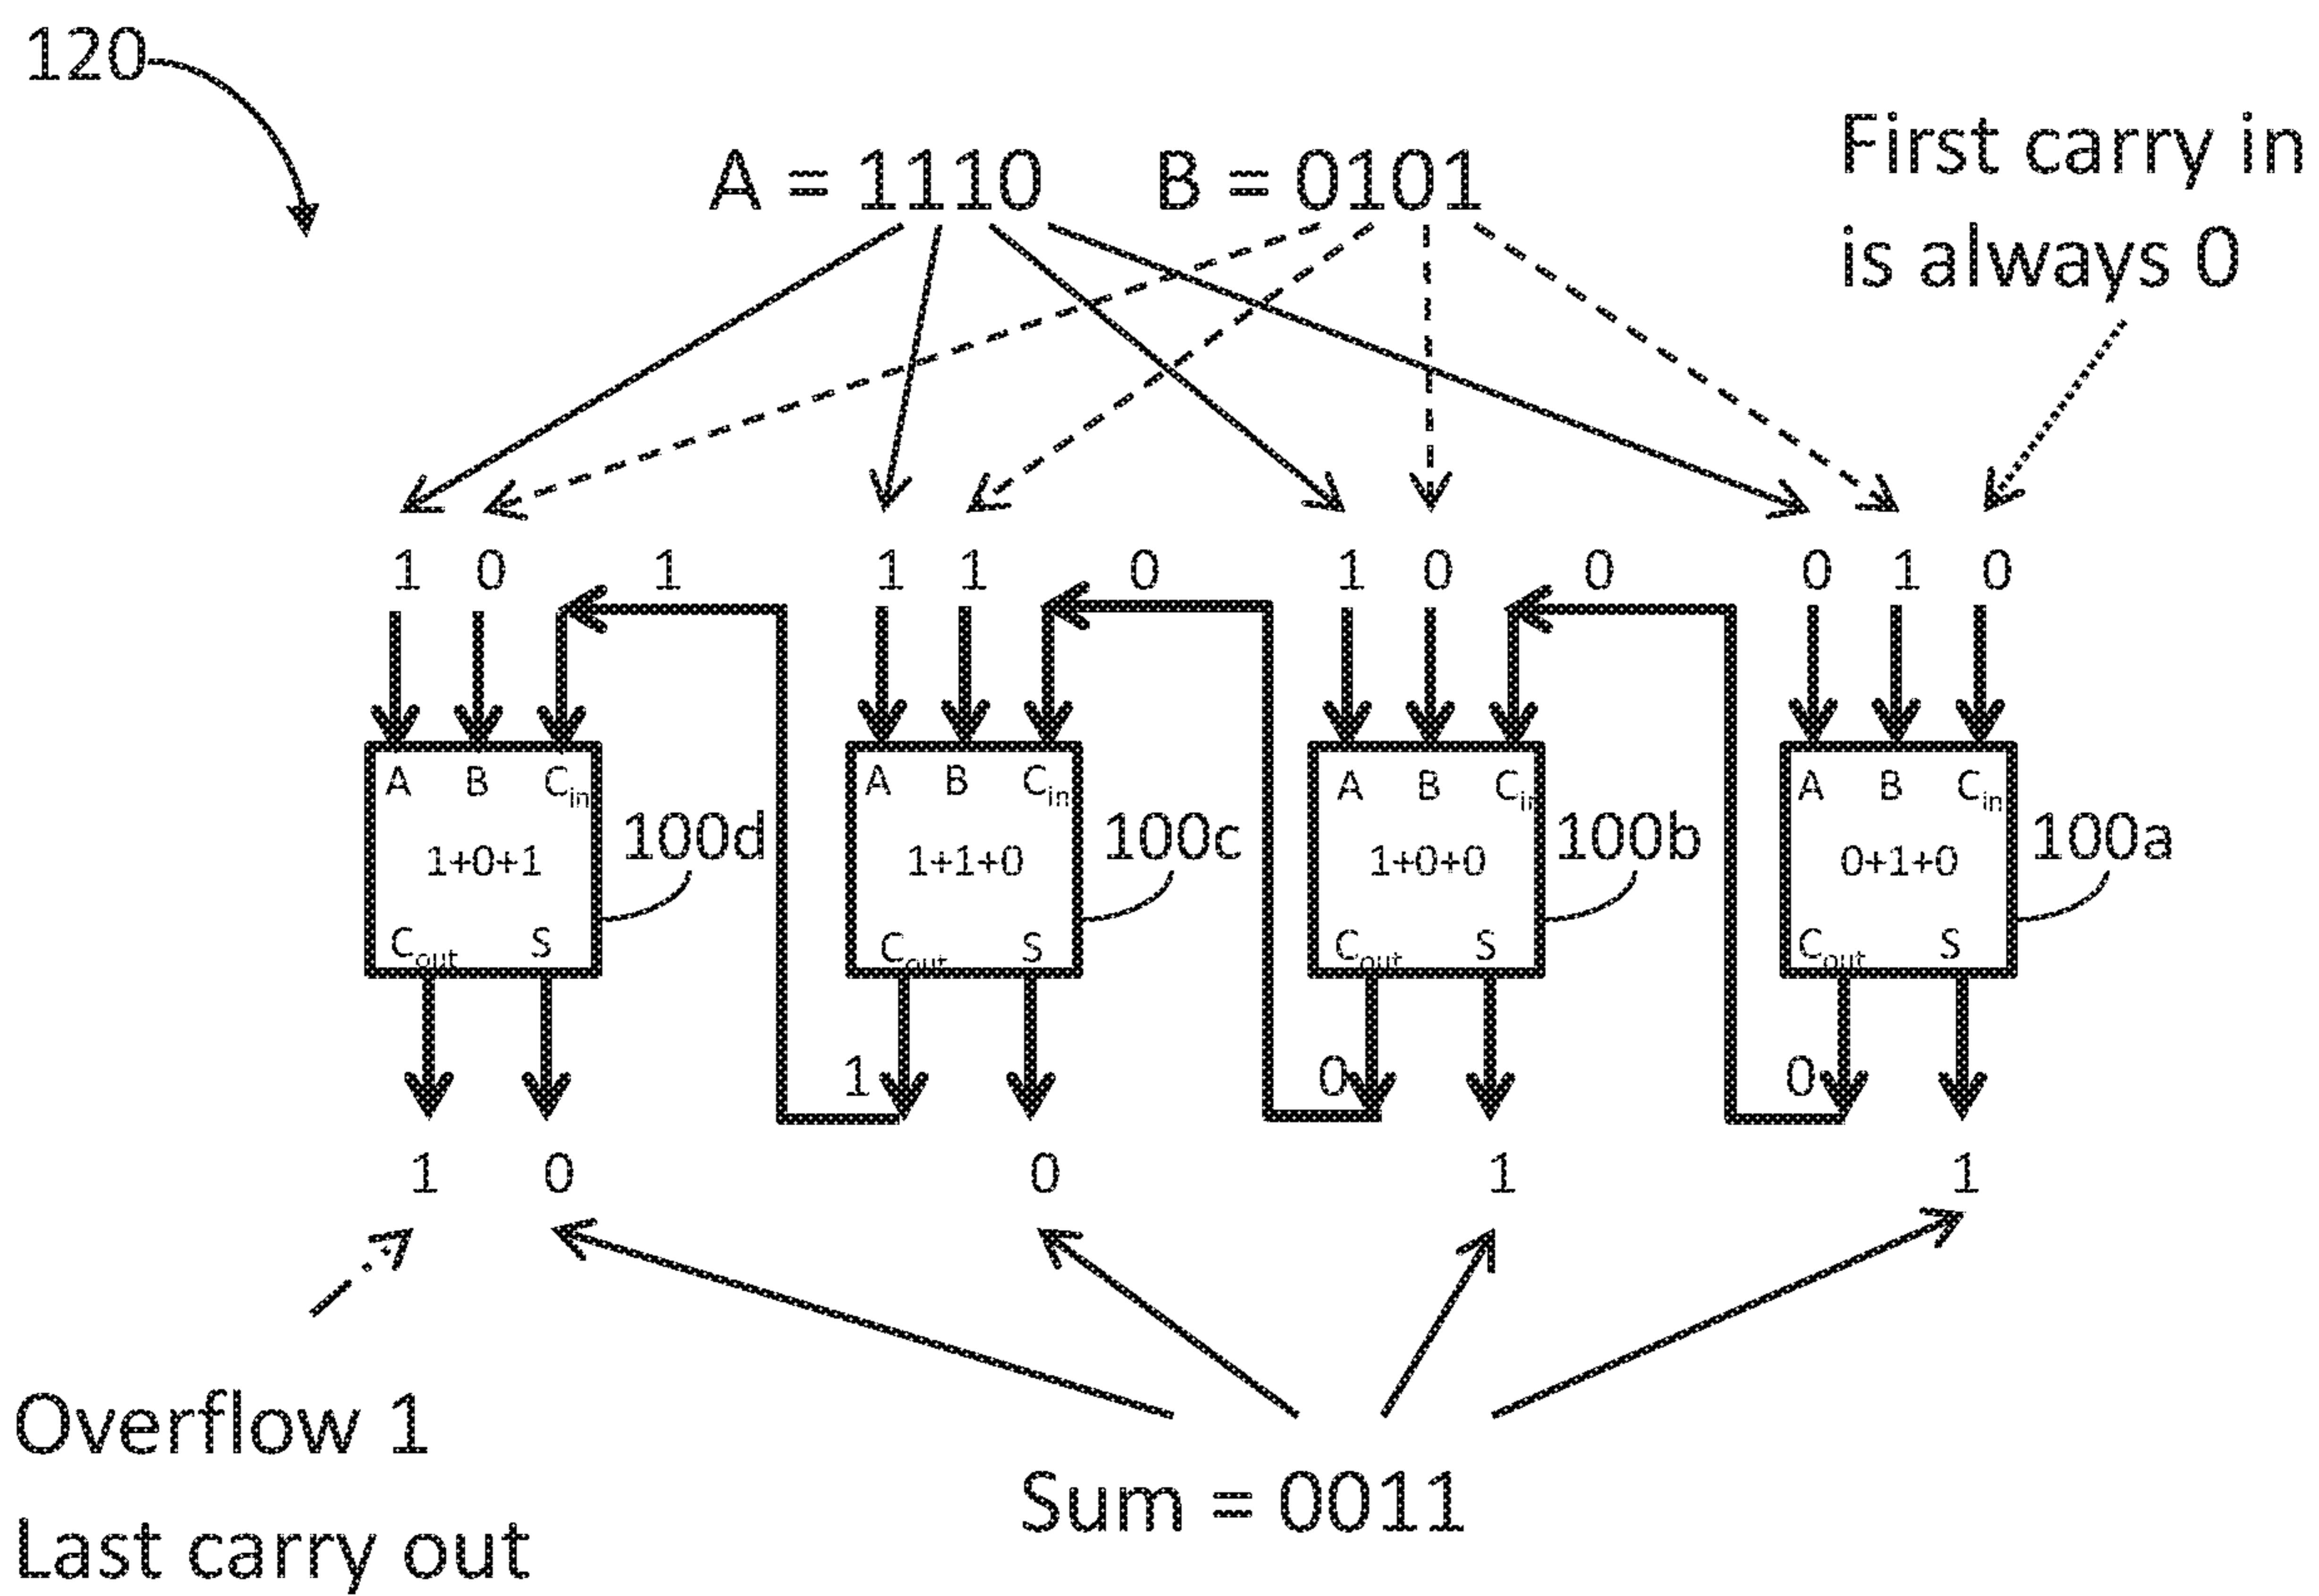 120
First carry in
A = 1110 B = 0101
is always 0
1 0 1 1 1 0 1 0 0 0 1 0
A B Cin A B Cin A B Cin A B Cin
100d 100c 100b 100a
1+0+1 1+1+0 1+0+0 0+1+0
Cout S Cout S Cout S Cout S
1 0 0
1 0 0 1 1
Overflow 1
Last carry out
Sum = 0011